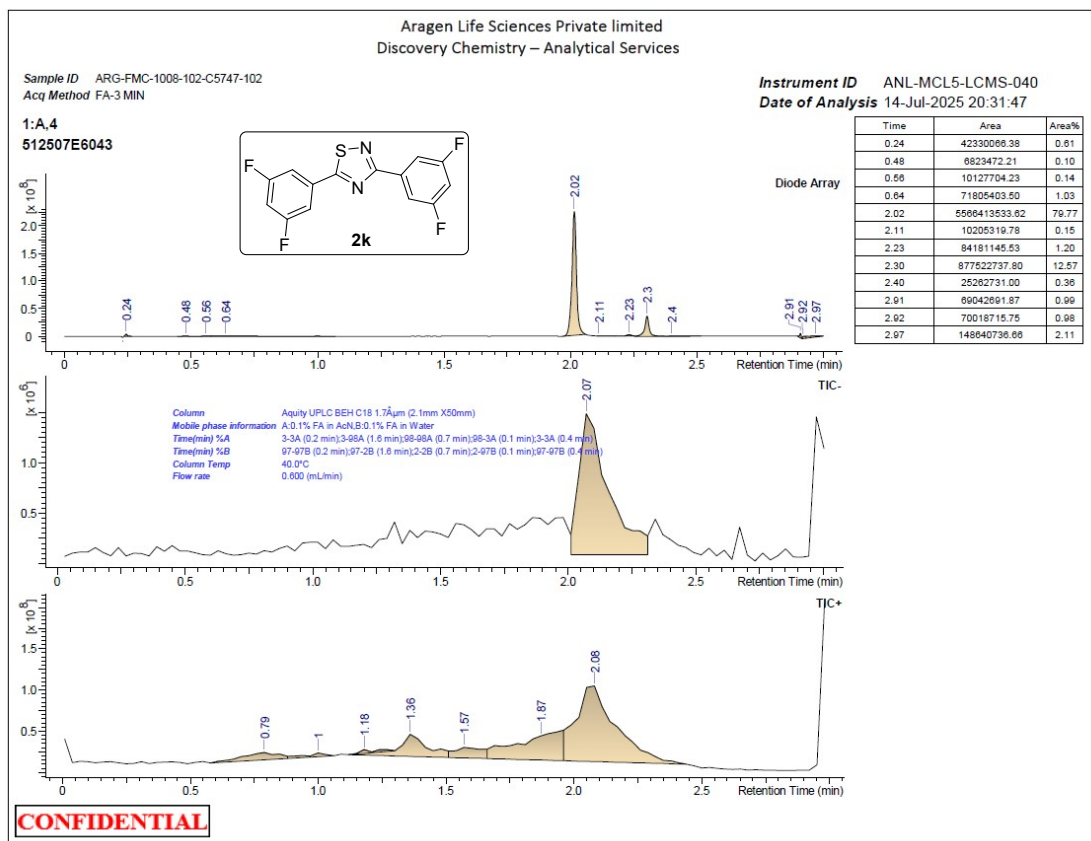 Aragen Life Sciences Private limited
Discovery Chemistry – Analytical Services
Sample ID ARG-FMC-1008-102-C5747-102
Acq Method FA-3 MIN
Instrument ID ANL-MCL5-LCMS-040
Date of Analysis 14-Jul-2025 20:31:47
1:A,4
512507E6043
Time Area Area%
0.24 42330066.38 0.61
0.48 6823472.21 0.10
0.56 10127704.23 0.14
0.64 71805403.50 1.03
2.02 5566413533.62 79.77
2.11 10205319.78 0.15
2.23 84181145.53 1.20
2.30 877522737.80 12.57
2.40 25262731.00 0.36
2.91 69042691.87 0.99
2.92 70018715.75 0.98
2.97 148640736.66 2.11
F S N N F
F F
2k
Diode Array
[x 10^8]
2.0
1.5
1.0
0.5
0
0.24 0.48 0.56 0.64 2.02 2.11 2.23 2.3 2.4 2.91 2.92 2.97
0 0.5 1.0 1.5 2.0 2.5
Retention Time (min)
TIC-
[x 10^6]
1.0
0.5
2.07
Column Aquity UPLC BEH C18 1.7Âµm (2.1mm X50mm)
Mobile phase information A:0.1% FA in AcN,B:0.1% FA in Water
Time(min) %A 3-3A (0.2 min);3-98A (1.6 min);98-98A (0.7 min);98-3A (0.1 min);3-3A (0.4 min)
Time(min) %B 97-97B (0.2 min);97-2B (1.6 min);2-2B (0.7 min);2-97B (0.1 min);97-97B (0.4 min)
Column Temp 40.0°C
Flow rate 0.600 (mL/min)
0 0.5 1.0 1.5 2.0 2.5
Retention Time (min)
TIC+
[x 10^8]
1.5
1.0
0.5
0.79 1 1.18 1.36 1.57 1.87 2.08
0 0.5 1.0 1.5 2.0 2.5
Retention Time (min)
CONFIDENTIAL